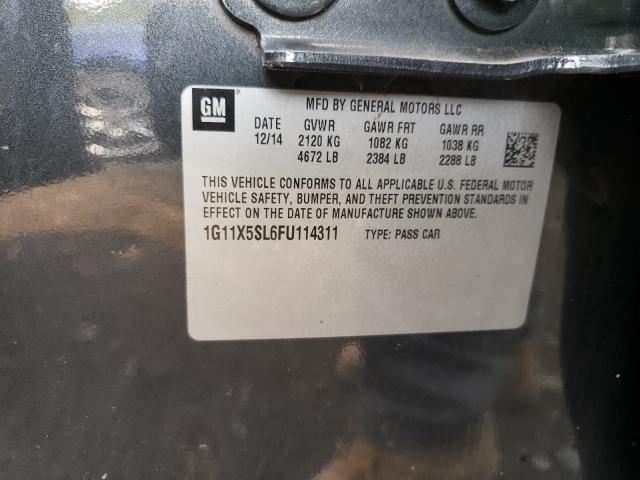 GM MFD BY GENERAL MOTORS LLC
DATE GVWR GAWR FRT GAWR RR
12/14 2120 KG 1082 KG 1038 KG
4672 LB 2384 LB 2288 LB
THIS VEHICLE CONFORMS TO ALL APPLICABLE U.S. FEDERAL MOTOR
VEHICLE SAFETY, BUMPER, AND THEFT PREVENTION STANDARDS IN
EFFECT ON THE DATE OF MANUFACTURE SHOWN ABOVE.
1G11X5SL6FU114311 TYPE: PASS CAR